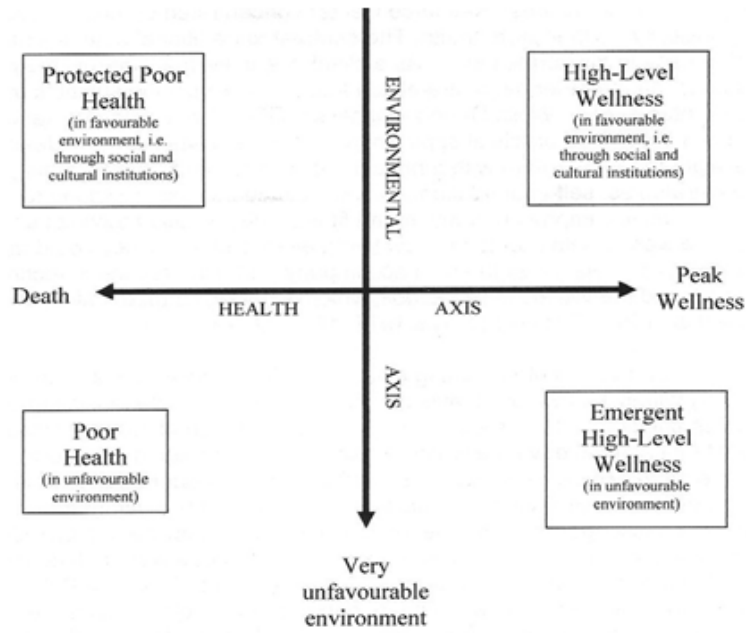 Protected Poor
Health
(in favourable
environment, i.e.
through social and
cultural institutions)
ENVIRONMENTAL
High-Level
Wellness
(in favourable
environment, i.e.
through social and
cultural institutions)
Death
HEALTH
AXIS
Peak
Wellness
AXIS
Poor
Health
(in unfavourable
environment)
Emergent
High-Level
Wellness
(in unfavourable
environment)
Very
unfavourable
environment